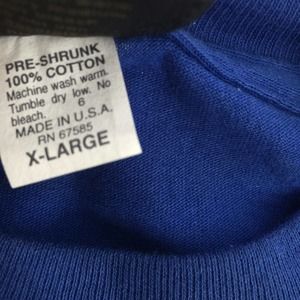 PRE-SHRUNK
100% COTTON
Machine wash warm.
Tumble dry low. No
bleach. 6
MADE IN U.S.A.
RN 67585
X-LARGE